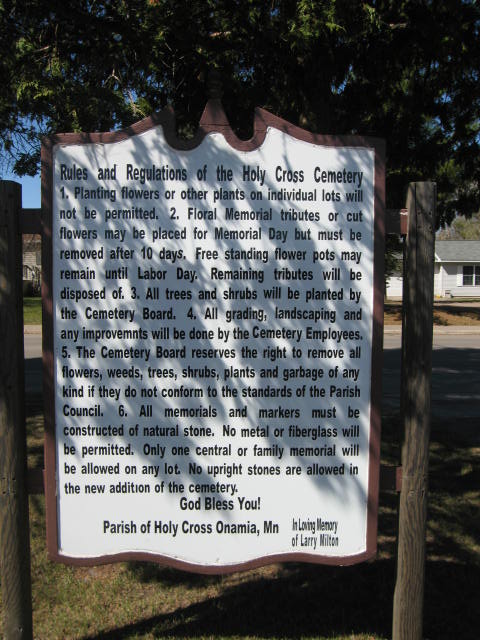 Rules and Regulations of the Holy Cross Cemetery
1. Planting flowers or other plants on individual lots will
not be permitted. 2. Floral Memorial tributes or cut
flowers may be placed for Memorial Day but must be
removed after 10 days. Free standing flower pots may
remain until Labor Day. Remaining tributes will be
disposed of. 3. All trees and shrubs will be planted by
the Cemetery Board. 4. All grading, landscaping and
any improvemnts will be done by the Cemetery Employees.
5. The Cemetery Board reserves the right to remove all
flowers, weeds, trees, shrubs, plants and garbage of any
kind if they do not conform to the standards of the Parish
Council. 6. All memorials and markers must be
constructed of natural stone. No metal or fiberglass will
be permitted. Only one central or family memorial will
be allowed on any lot. No upright stones are allowed in
the new addition of the cemetery.
God Bless You!
Parish of Holy Cross Onamia, Mn
In Loving Memory
of Larry Milton